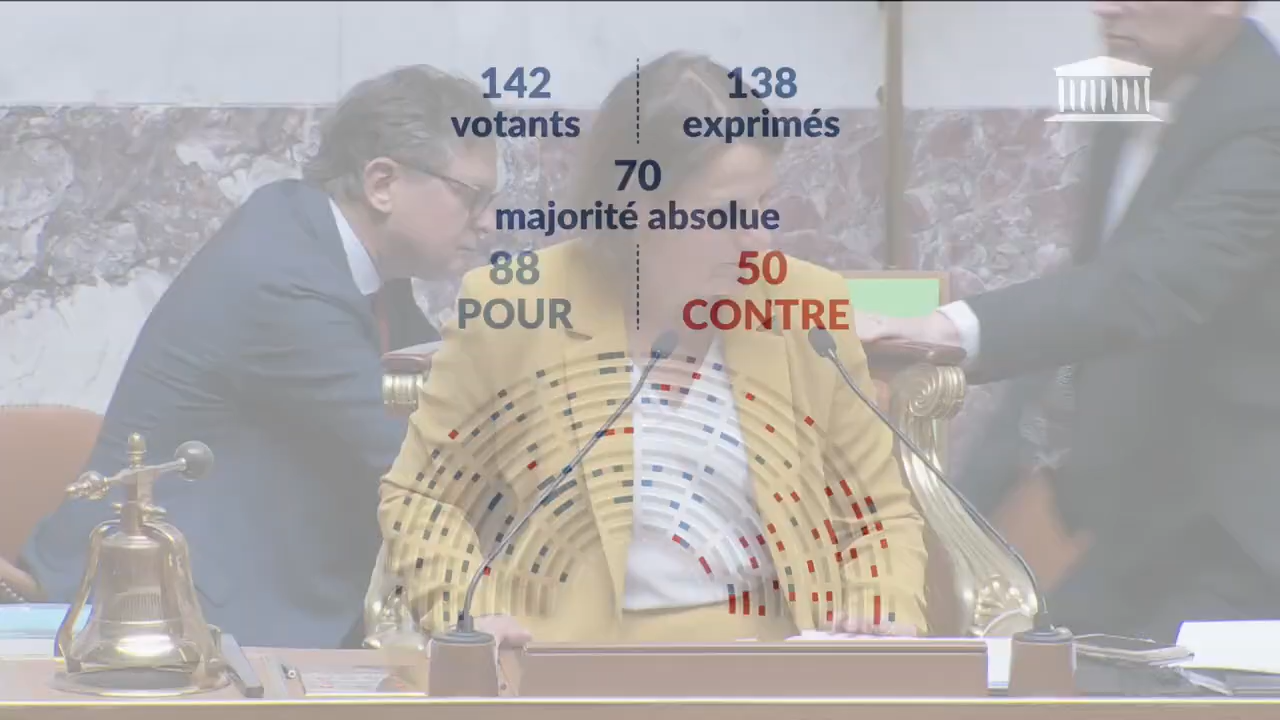 142
votants
138
exprimés
70
majorité absolue
88
POUR
50
CONTRE